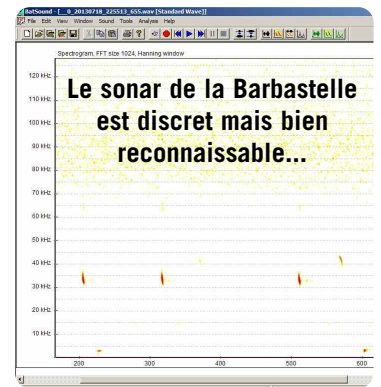 BatSound - [__0_20130718_225513_655.wav [Standard Wave]]
File Edit View Window Sound Tools Analysis Help
Spectrogram, FFT size 1024, Hanning window
120 kHz
110 kHz
100 kHz
90 kHz
80 kHz
70 kHz
60 kHz
50 kHz
40 kHz
30 kHz
20 kHz
10 kHz
Le sonar de la Barbastelle
est discret mais bien
reconnaissable...
200 300 400 500 600